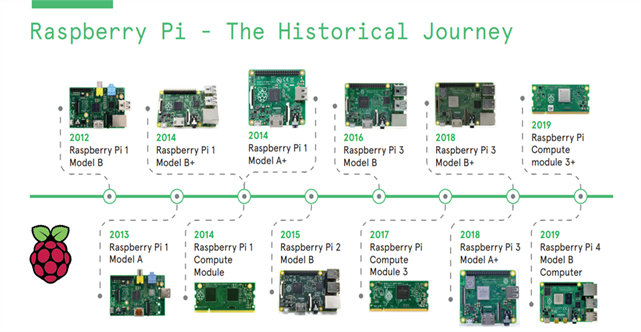 Raspberry Pi - The Historical Journey
2012
Raspberry Pi 1
Model B
2014
Raspberry Pi 1
Model B+
2014
Raspberry Pi 1
Model A+
2016
Raspberry Pi 3
Model B
2018
Raspberry Pi 3
Model B+
2019
Raspberry Pi
Compute
module 3+
2013
Raspberry Pi 1
Model A
2014
Raspberry Pi 1
Compute
Module
2015
Raspberry Pi 2
Model B
2017
Raspberry Pi
Compute
Module 3
2018
Raspberry Pi 3
Model A+
2019
Raspberry Pi 4
Model B
Computer